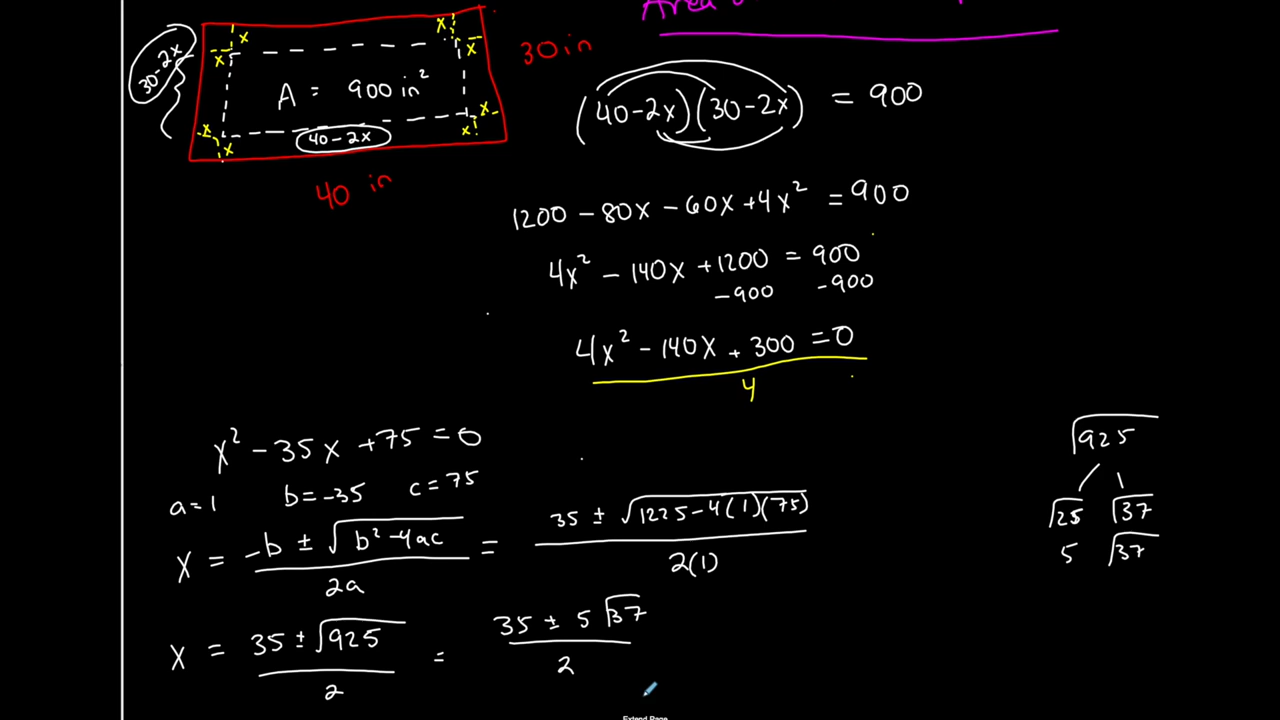 Area
30 in
30-2x
x x x x
A = 900 in²
x x x x
40-2x
40 in
(40-2x)(30-2x) = 900
1200 - 80x - 60x + 4x² = 900
4x² - 140x + 1200 = 900
-900 -900
4x² - 140x + 300 = 0
4
x² - 35x + 75 = 0
a=1 b=-35 c=75
x = (-b ± √(b²-4ac))/(2a) = (35 ± √(1225-4(1)(75)))/(2(1))
x = (35 ± √925)/2 = (35 ± 5√37)/2
√925
√25 √37
5 √37
Extend Page